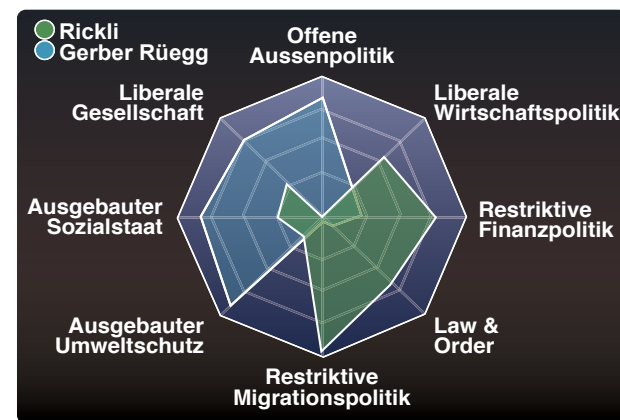 Rickli
Gerber Rüegg
Offene
Aussenpolitik
Liberale
Gesellschaft
Liberale
Wirtschaftspolitik
Ausgebauter
Sozialstaat
Restriktive
Finanzpolitik
Ausgebauter
Umweltschutz
Law &
Order
Restriktive
Migrationspolitik